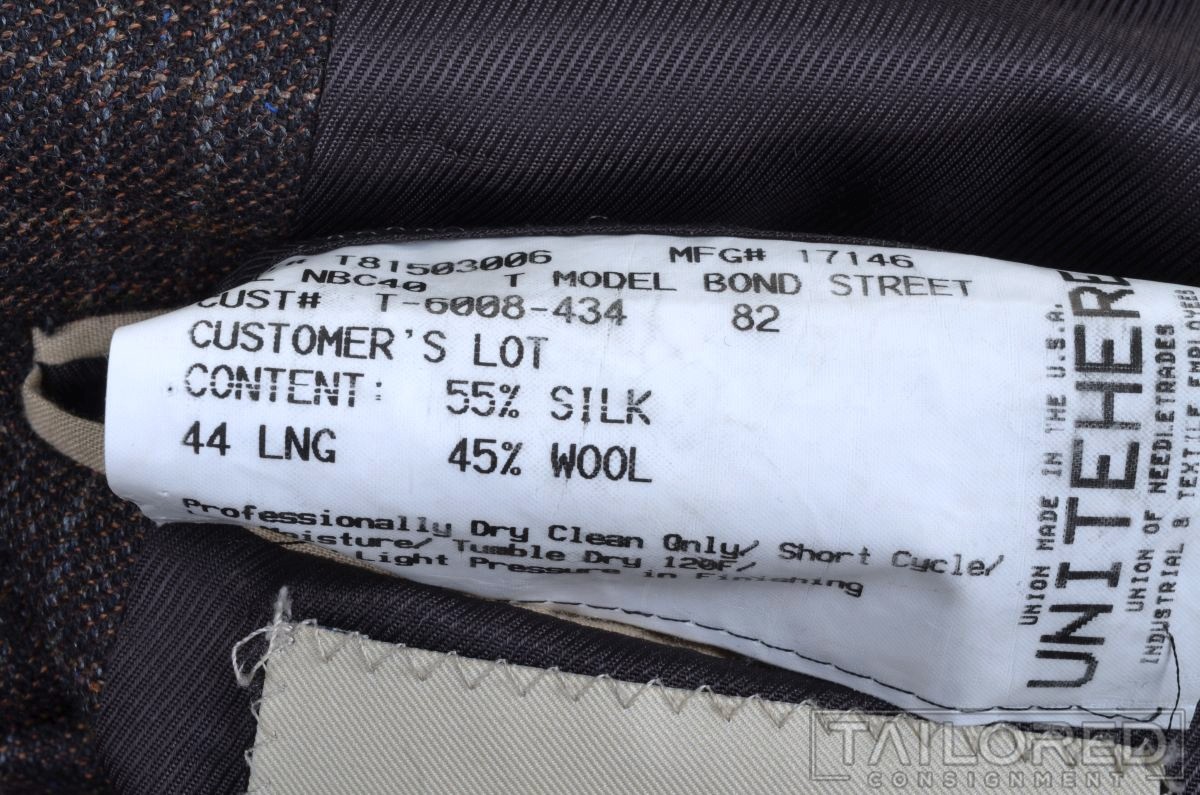 T81503006 MFG# 17146
NBC40 T MODEL BOND STREET
CUST# T-6008-434 82
CUSTOMER'S LOT
CONTENT: 55% SILK
44 LNG 45% WOOL
Professionally Dry Clean Only/ Short Cycle/
Moisture/ Tumble Dry 120F/
Light Pressure in Finishing
UNION MADE IN THE U.S.A.
UNITEHERE
UNION OF NEEDLETRADES
INDUSTRIAL & TEXTILE EMPLOYEES
TAILORED
CONSIGNMENT